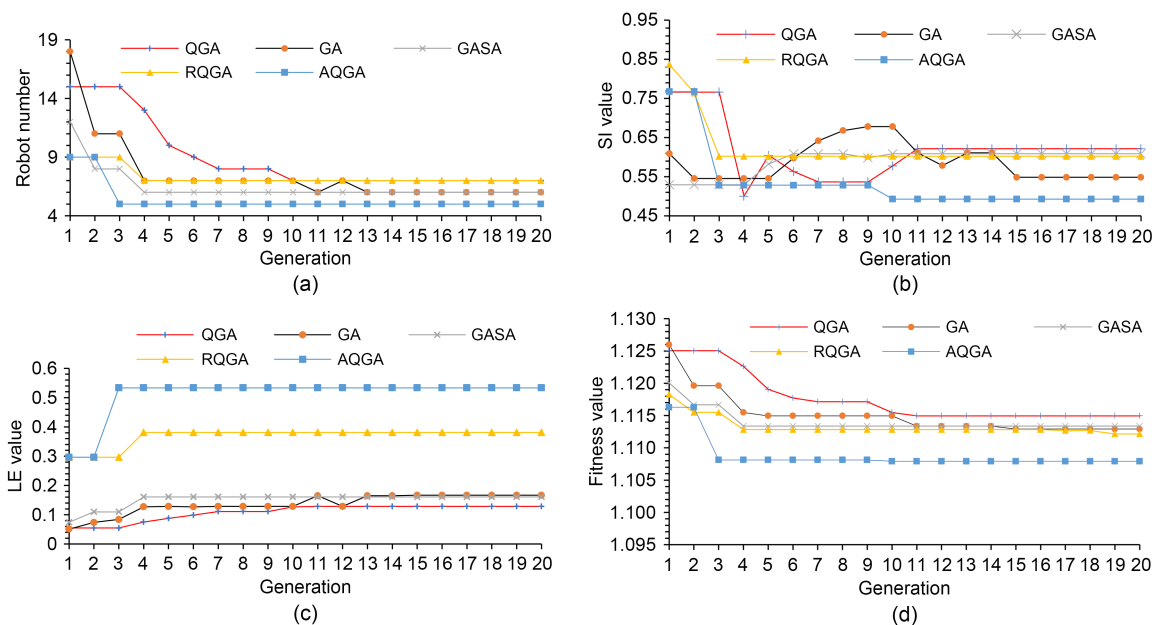 QGA GA GASA
RQGA AQGA
Robot number
19
14
9
4
1 2 3 4 5 6 7 8 9 10 11 12 13 14 15 16 17 18 19 20
Generation
(a)
QGA GA GASA
RQGA AQGA
SI value
0.95
0.85
0.75
0.65
0.55
0.45
1 2 3 4 5 6 7 8 9 10 11 12 13 14 15 16 17 18 19 20
Generation
(b)
QGA GA GASA
RQGA AQGA
LE value
0.6
0.5
0.4
0.3
0.2
0.1
0
1 2 3 4 5 6 7 8 9 10 11 12 13 14 15 16 17 18 19 20
Generation
(c)
QGA GA GASA
RQGA AQGA
Fitness value
1.130
1.125
1.120
1.115
1.110
1.105
1.100
1.095
1 2 3 4 5 6 7 8 9 10 11 12 13 14 15 16 17 18 19 20
Generation
(d)